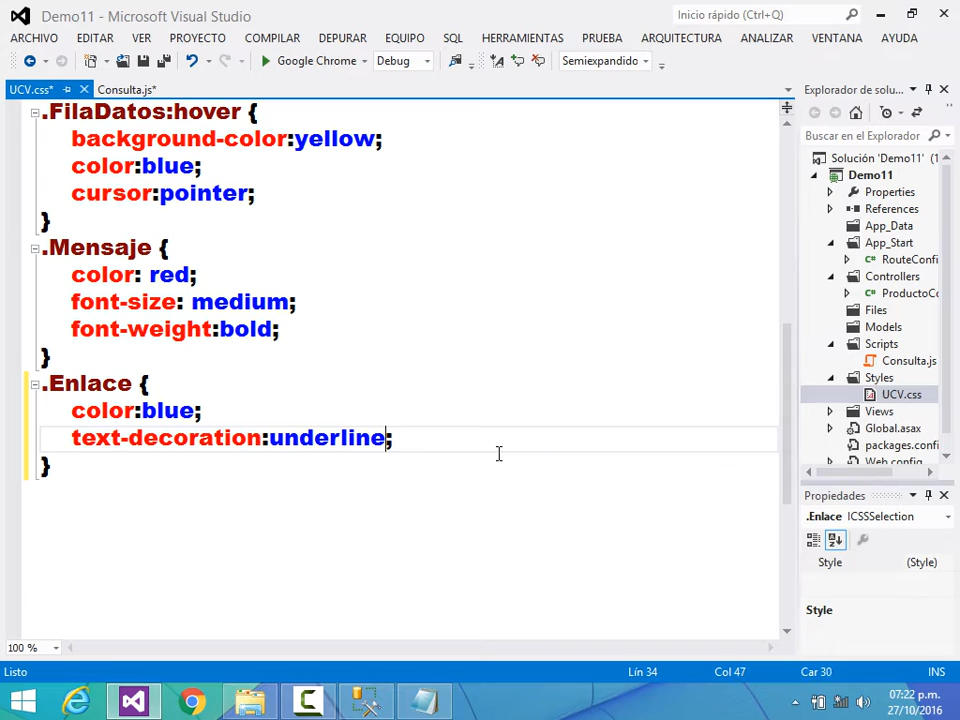 Demo11 - Microsoft Visual Studio
Inicio rápido (Ctrl+Q)
ARCHIVO EDITAR VER PROYECTO COMPILAR DEPURAR EQUIPO SQL HERRAMIENTAS PRUEBA ARQUITECTURA ANALIZAR VENTANA AYUDA
Google Chrome Debug Semiexpandido
UCV.css* Consulta.js*
.FilaDatos:hover {
background-color:yellow;
color:blue;
cursor:pointer;
}
.Mensaje {
color: red;
font-size: medium;
font-weight:bold;
}
.Enlace {
color:blue;
text-decoration:underline;
}
100 %
Explorador de solu
Buscar en el Explorador
Solución 'Demo11' (1
Demo11
Properties
References
App_Data
App_Start
RouteConfi
Controllers
ProductoCo
Files
Models
Scripts
Consulta.js
Styles
UCV.css
Views
Global.asax
packages.confi
Web.config
Propiedades
.Enlace ICSSSelection
Style (Style)
Style
Listo Lín 34 Col 47 Car 30 INS
07:22 p.m.
27/10/2016